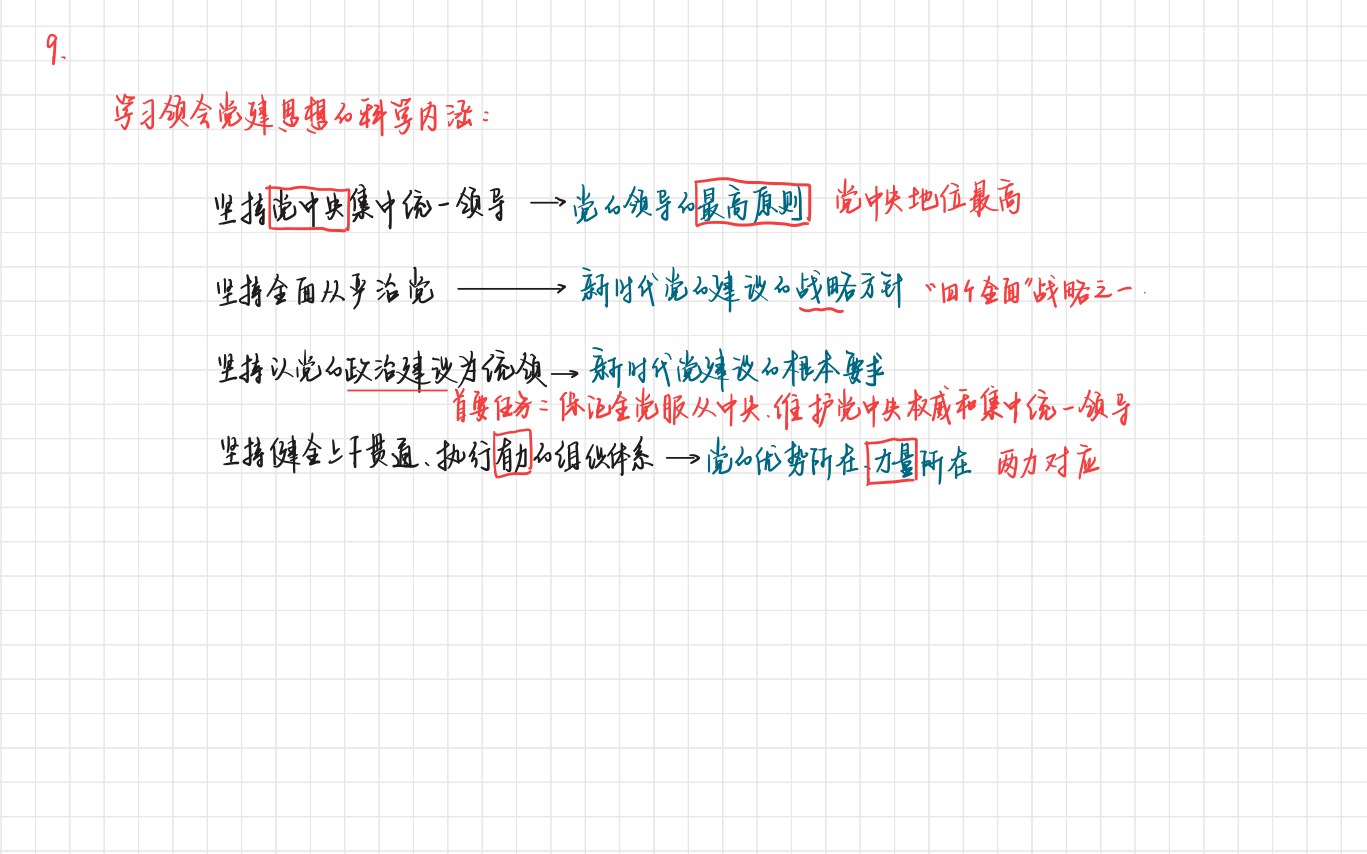 9.
学习领会党建思想的科学内涵：
坚持党中央集中统一领导 → 党的领导的最高原则 党中央地位最高
坚持全面从严治党 → 新时代党的建设的战略方针 “四个全面”战略之一
坚持以党的政治建设为统领 → 新时代党建设的根本要求
首要任务：保证全党服从中央、维护党中央权威和集中统一领导
坚持健全上下贯通、执行有力的组织体系 → 党的优势所在、力量所在 两力对应